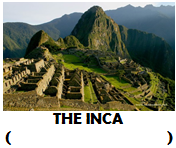 THE INCA
(                    )